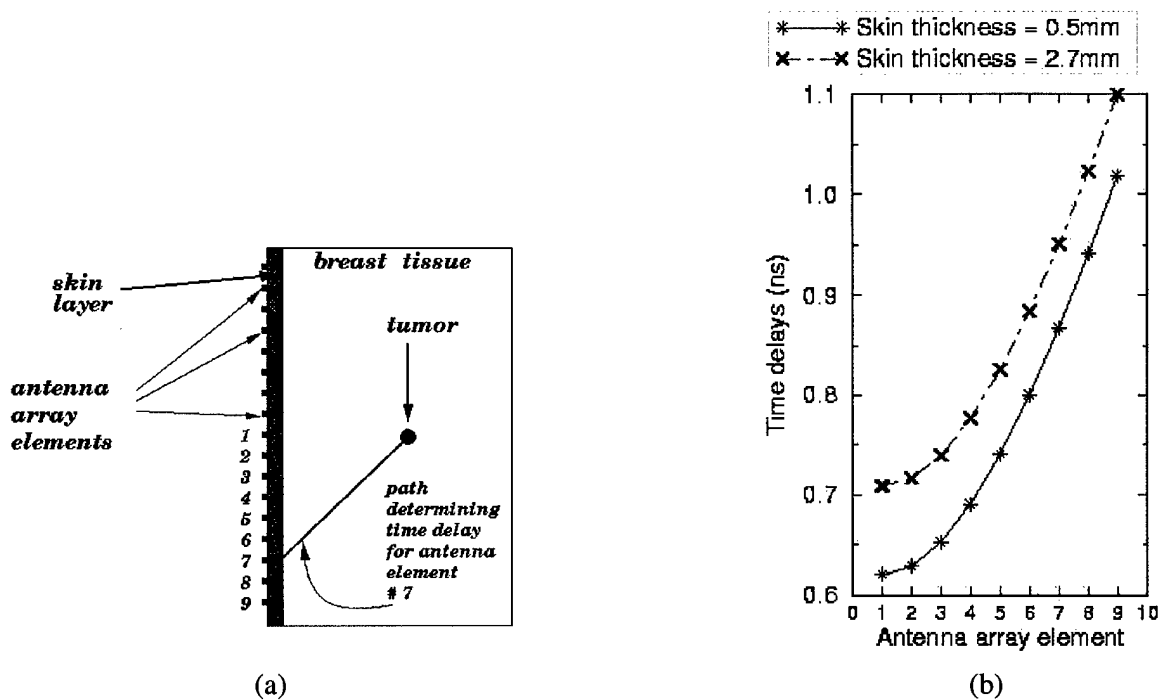 breast tissue
skin
layer
tumor
antenna
array
elements
1
2
3
4
5
6
7
8
9
path
determining
time delay
for antenna
element
# 7
(a)
Skin thickness = 0.5mm
Skin thickness = 2.7mm
1.1
1.0
0.9
0.8
0.7
0.6
Time delays (ns)
0 1 2 3 4 5 6 7 8 9 10
Antenna array element
(b)